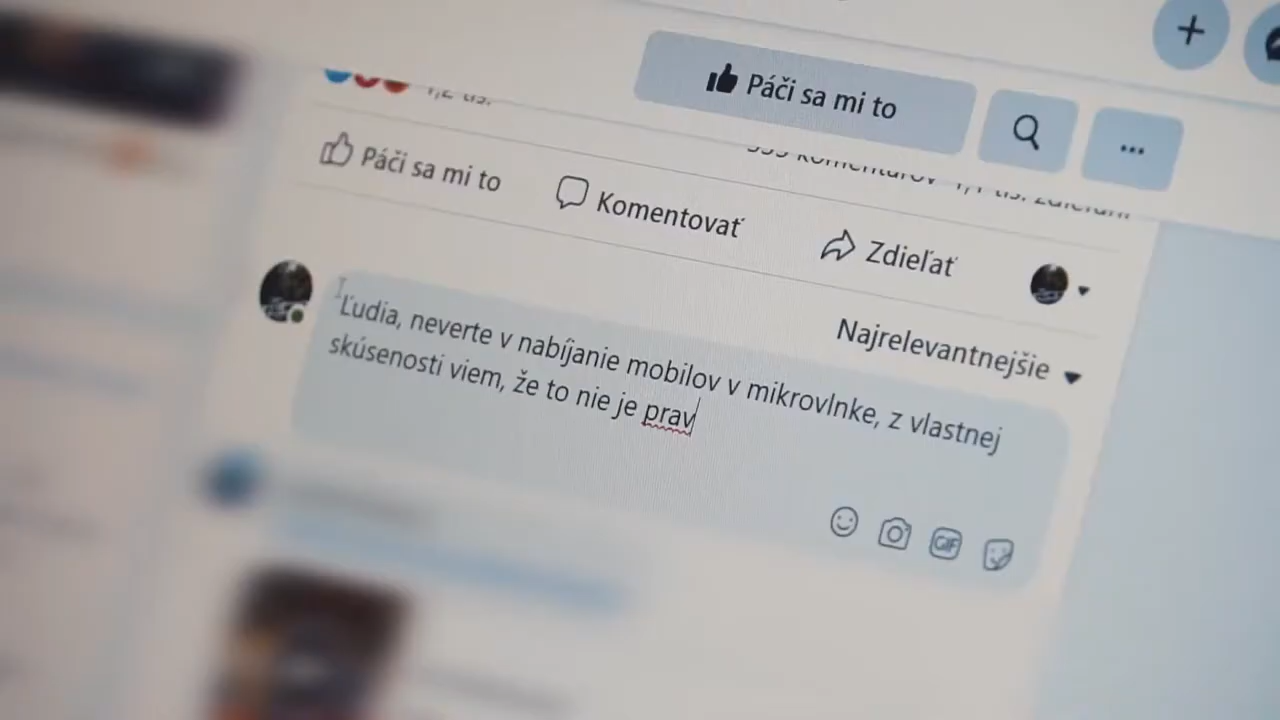 Páči sa mi to
Páči sa mi to
Komentovať
Zdieľať
Najrelevantnejšie
Ľudia, neverte v nabíjanie mobilov v mikrovlnke, z vlastnej
skúsenosti viem, že to nie je prav
GIF